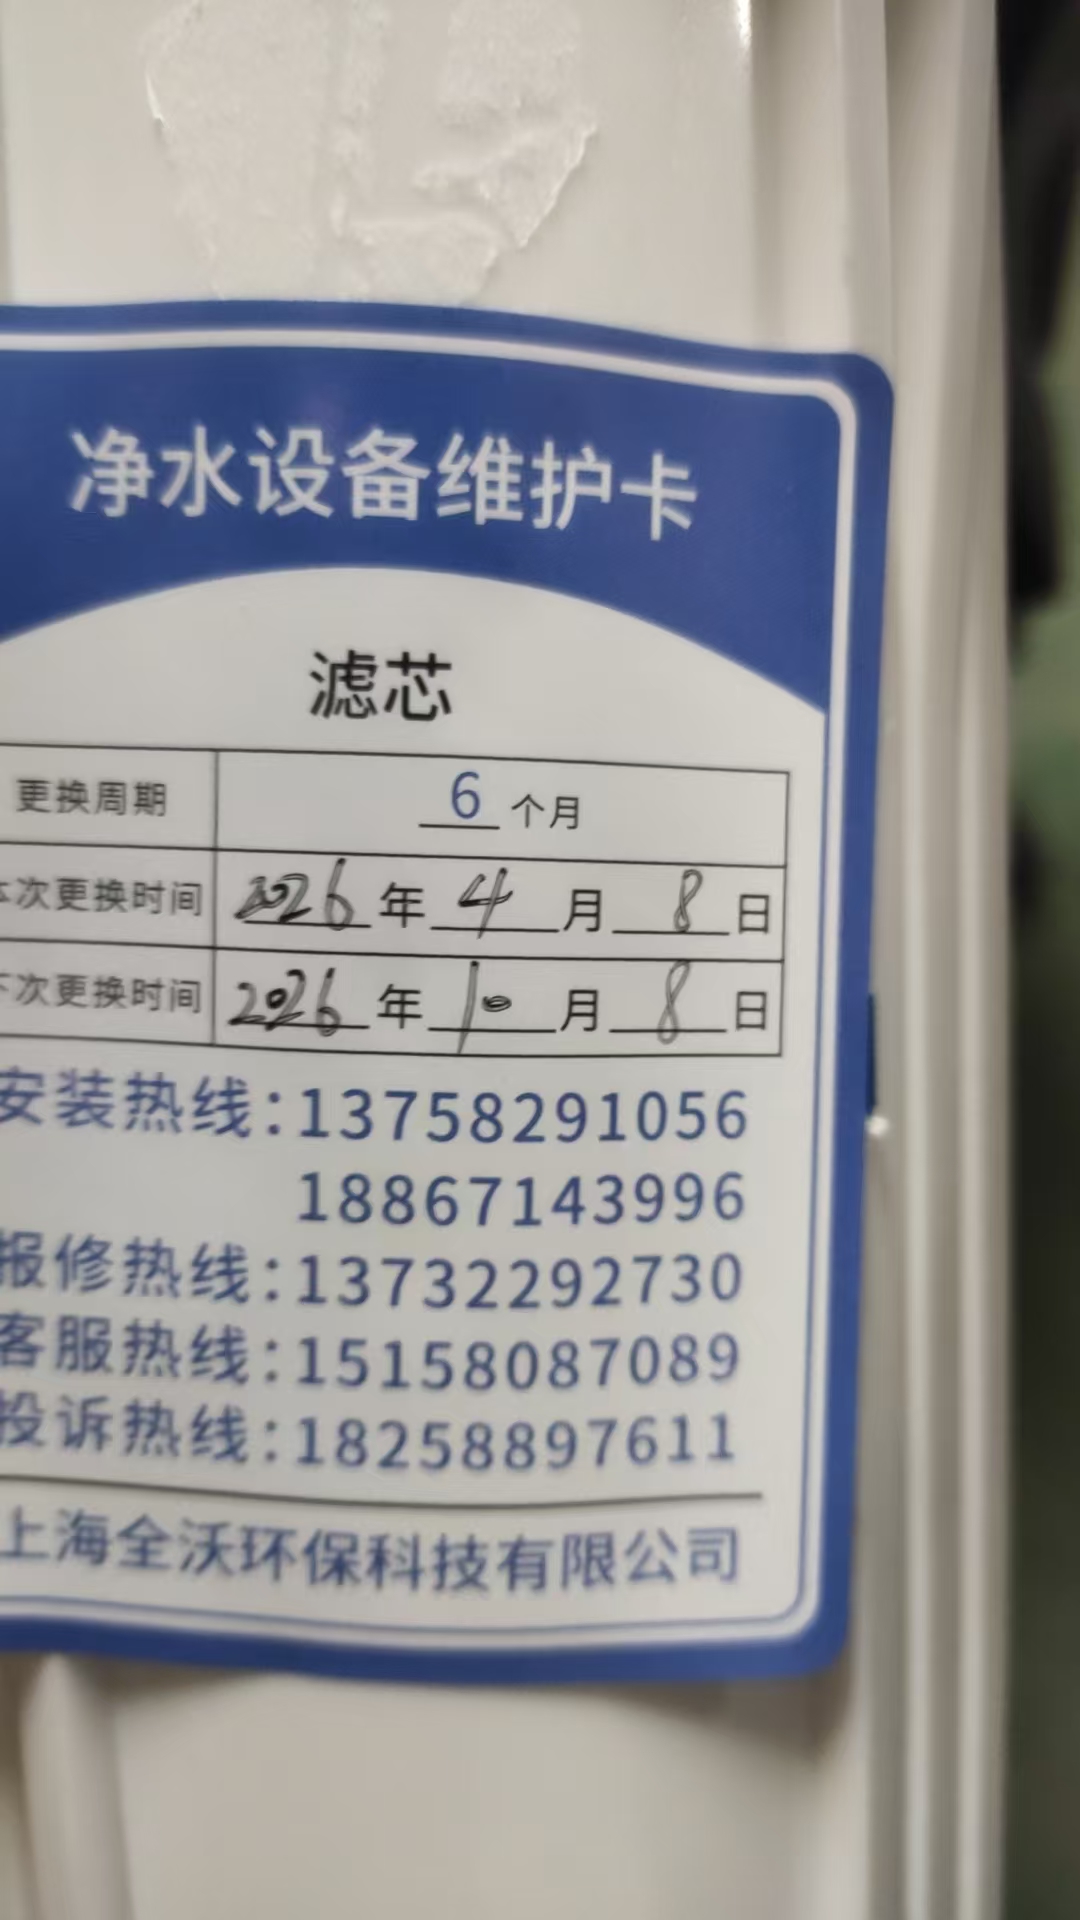 净水设备维护卡
滤芯
更换周期 6 个月
本次更换时间 2026 年 4 月 8 日
下次更换时间 2026 年 10 月 8 日
安装热线:13758291056
18867143996
报修热线:13732292730
客服热线:15158087089
投诉热线:18258897611
上海全沃环保科技有限公司